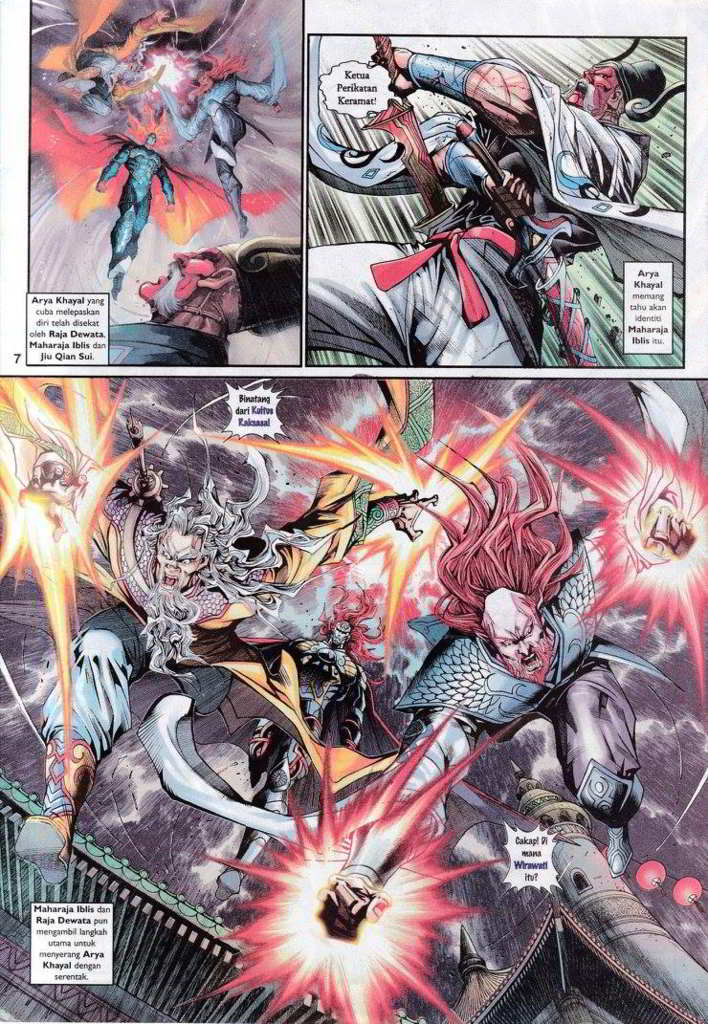 Arya Khayal yang
cuba melepaskan
diri telah disekat
oleh Raja Dewata,
Maharaja Iblis dan
Jiu Qian Sui.
7
Ketua
Perikatan
Keramat!
Arya
Khayal
memang
tahu akan
identiti
Maharaja
Iblis itu.
Binatang
dari Kultus
Raksasa!
Cakap! Di
mana
Wirawati
itu?
Maharaja Iblis dan
Raja Dewata pun
mengambil langkah
utama untuk
menyerang Arya
Khayal dengan
serentak.